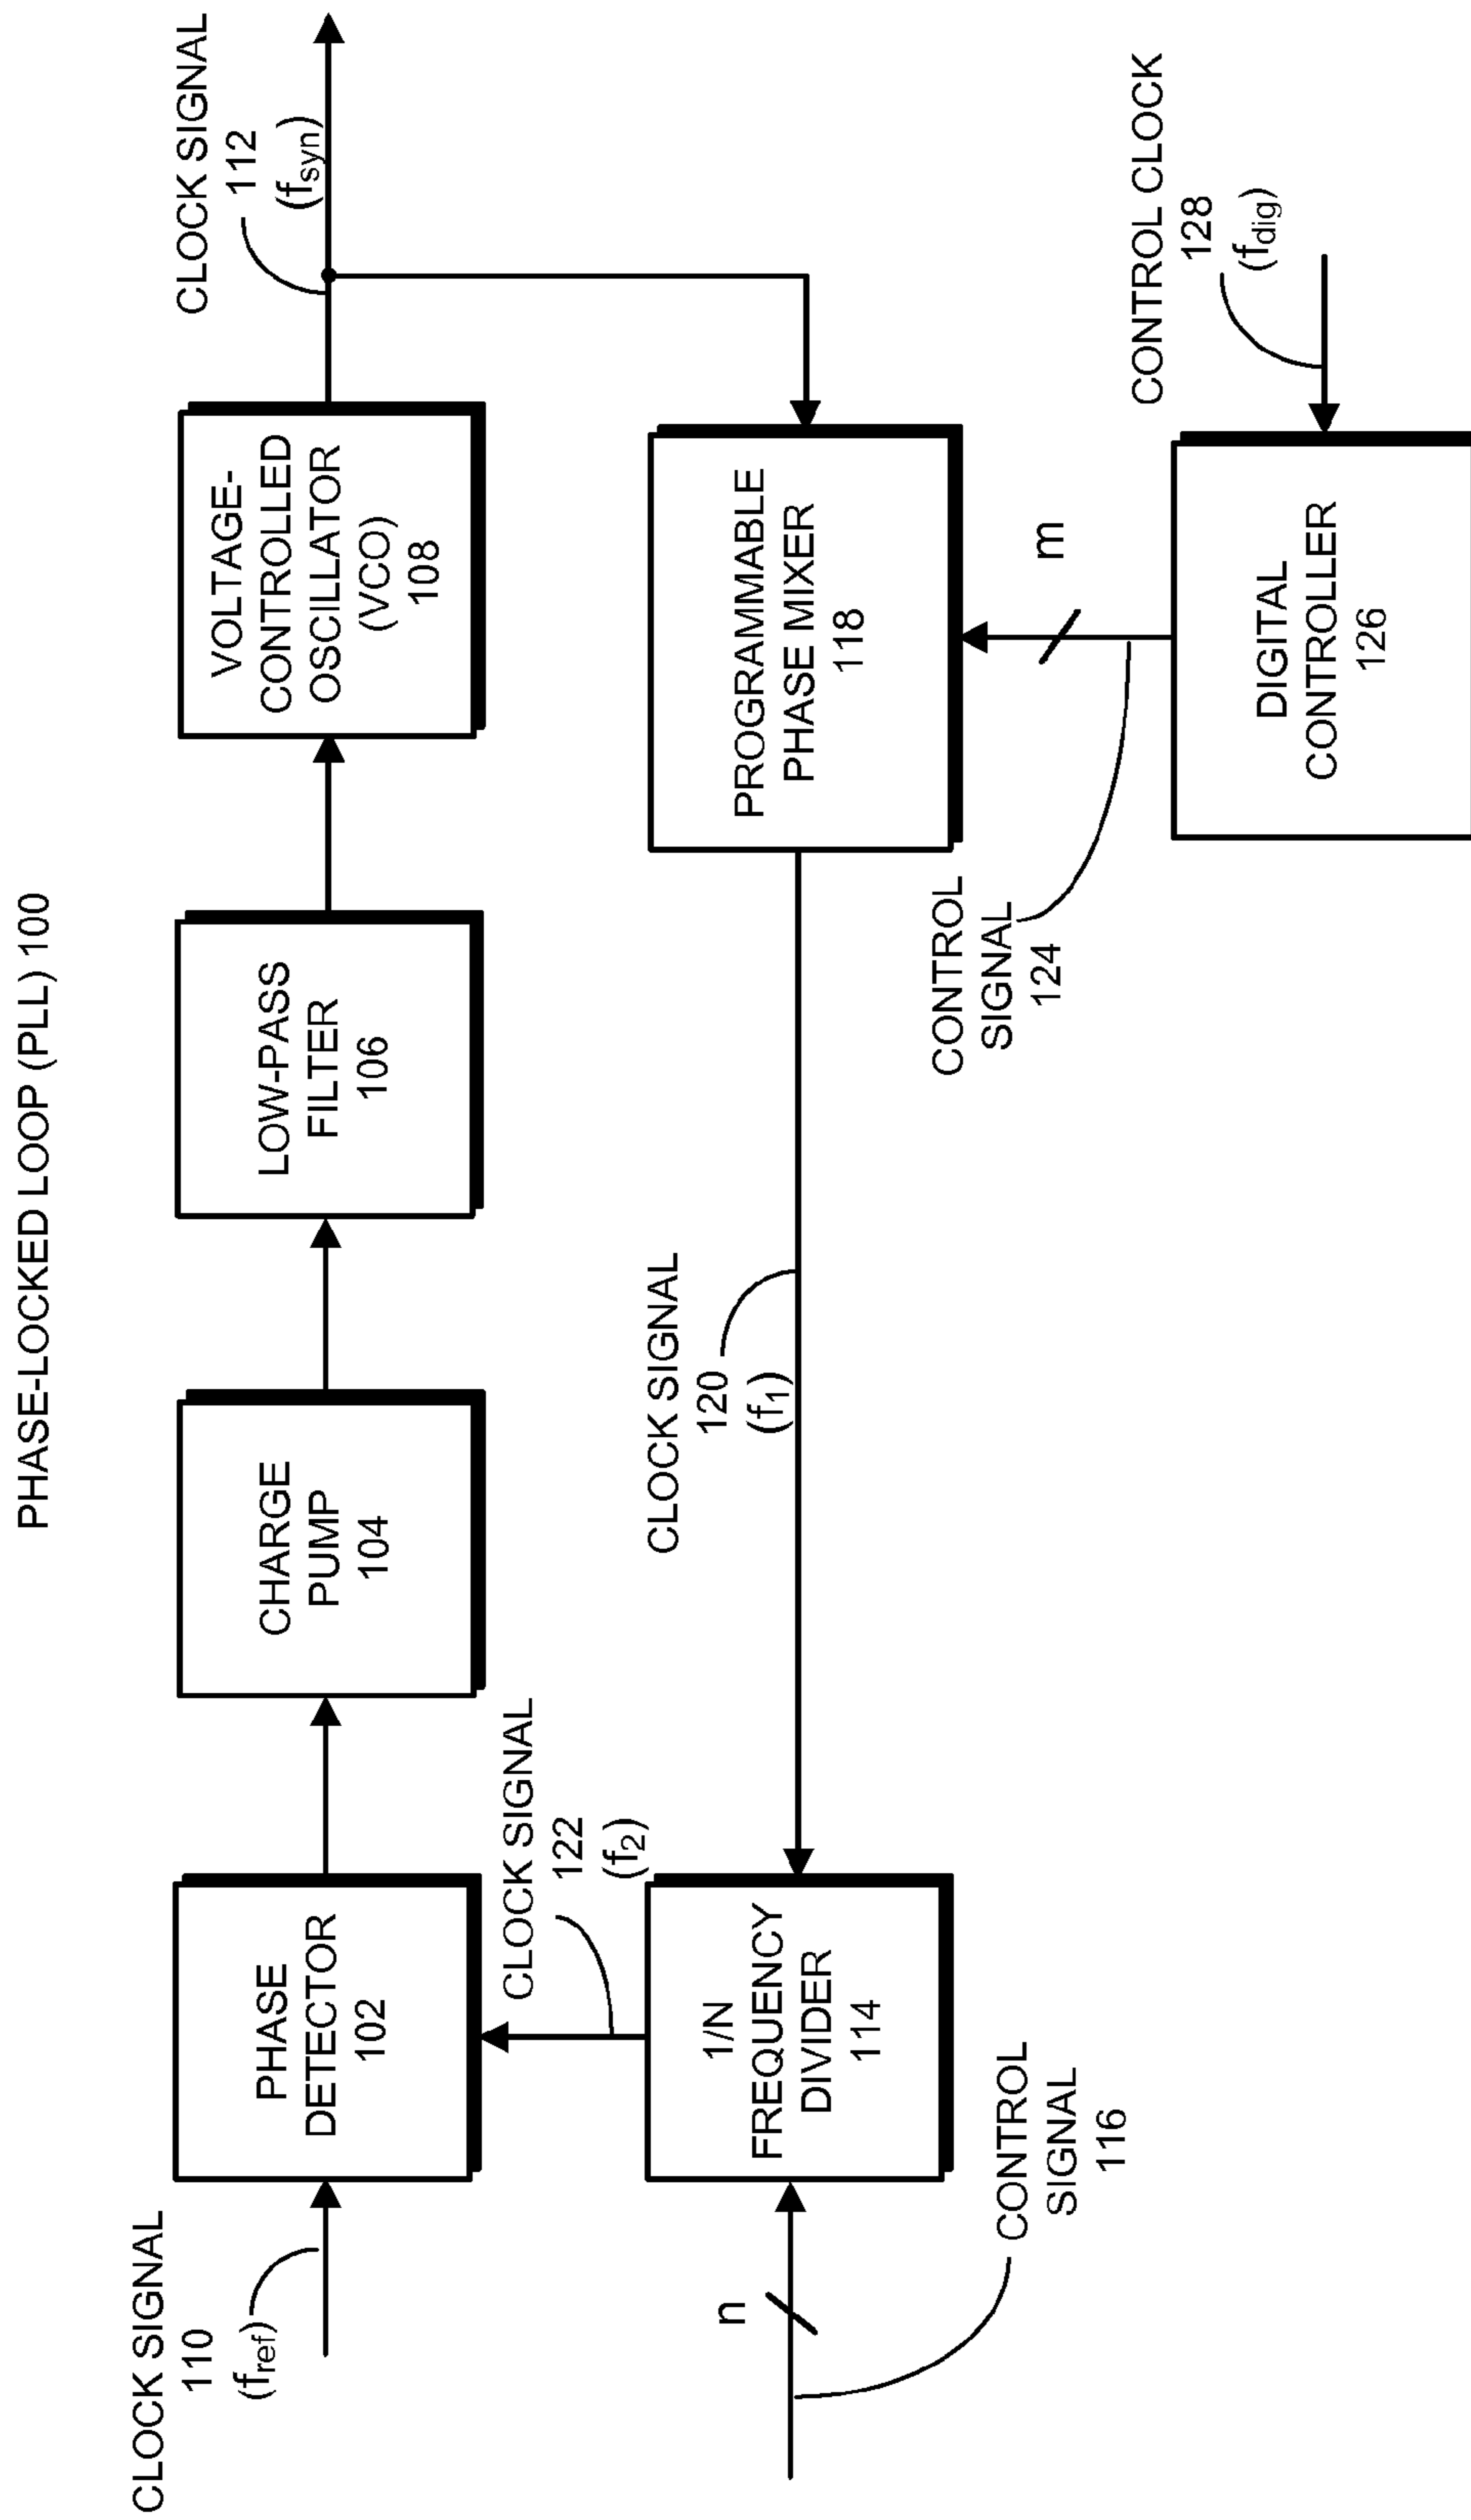 PHASE-LOCKED LOOP (PLL) 100
CLOCK SIGNAL
110
(fref)
PHASE
DETECTOR
102
CHARGE
PUMP
104
LOW-PASS
FILTER
106
VOLTAGE-
CONTROLLED
OSCILLATOR
(VCO)
108
CLOCK SIGNAL
112
(fsyn)
CLOCK SIGNAL
122
(f2)
CLOCK SIGNAL
120
(f1)
n
1/N
FREQUENCY
DIVIDER
114
PROGRAMMABLE
PHASE MIXER
118
CONTROL
SIGNAL
116
CONTROL
SIGNAL
124
m
CONTROL CLOCK
128
(fdig)
DIGITAL
CONTROLLER
126